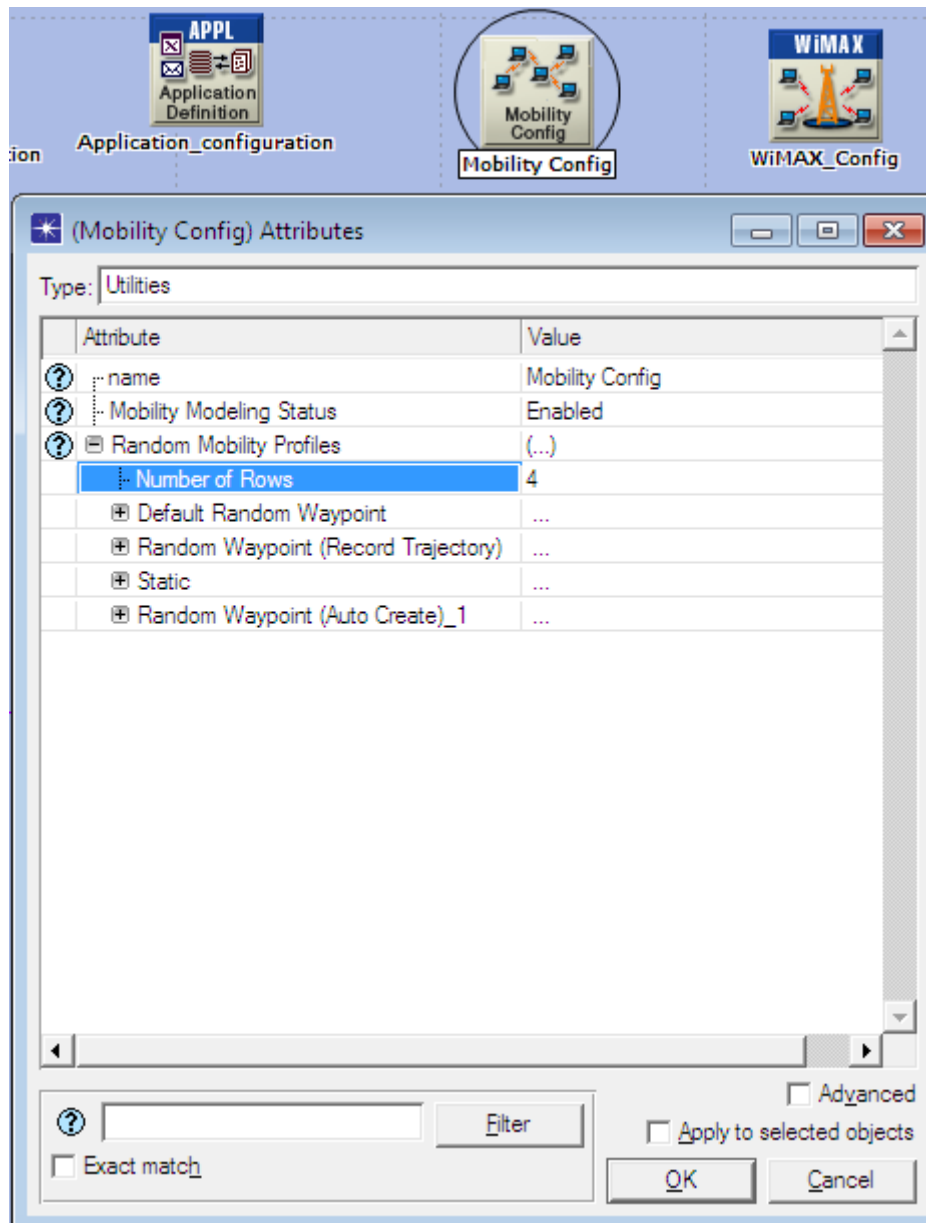 APPL
Application
Definition
Application_configuration
Mobility
Config
Mobility Config
WiMAX
WiMAX_Config
ion
(Mobility Config) Attributes
Type: Utilities
Attribute Value
name Mobility Config
Mobility Modeling Status Enabled
Random Mobility Profiles (...)
Number of Rows 4
Default Random Waypoint ...
Random Waypoint (Record Trajectory) ...
Static ...
Random Waypoint (Auto Create)_1 ...
Advanced
Filter
Apply to selected objects
Exact match
OK Cancel